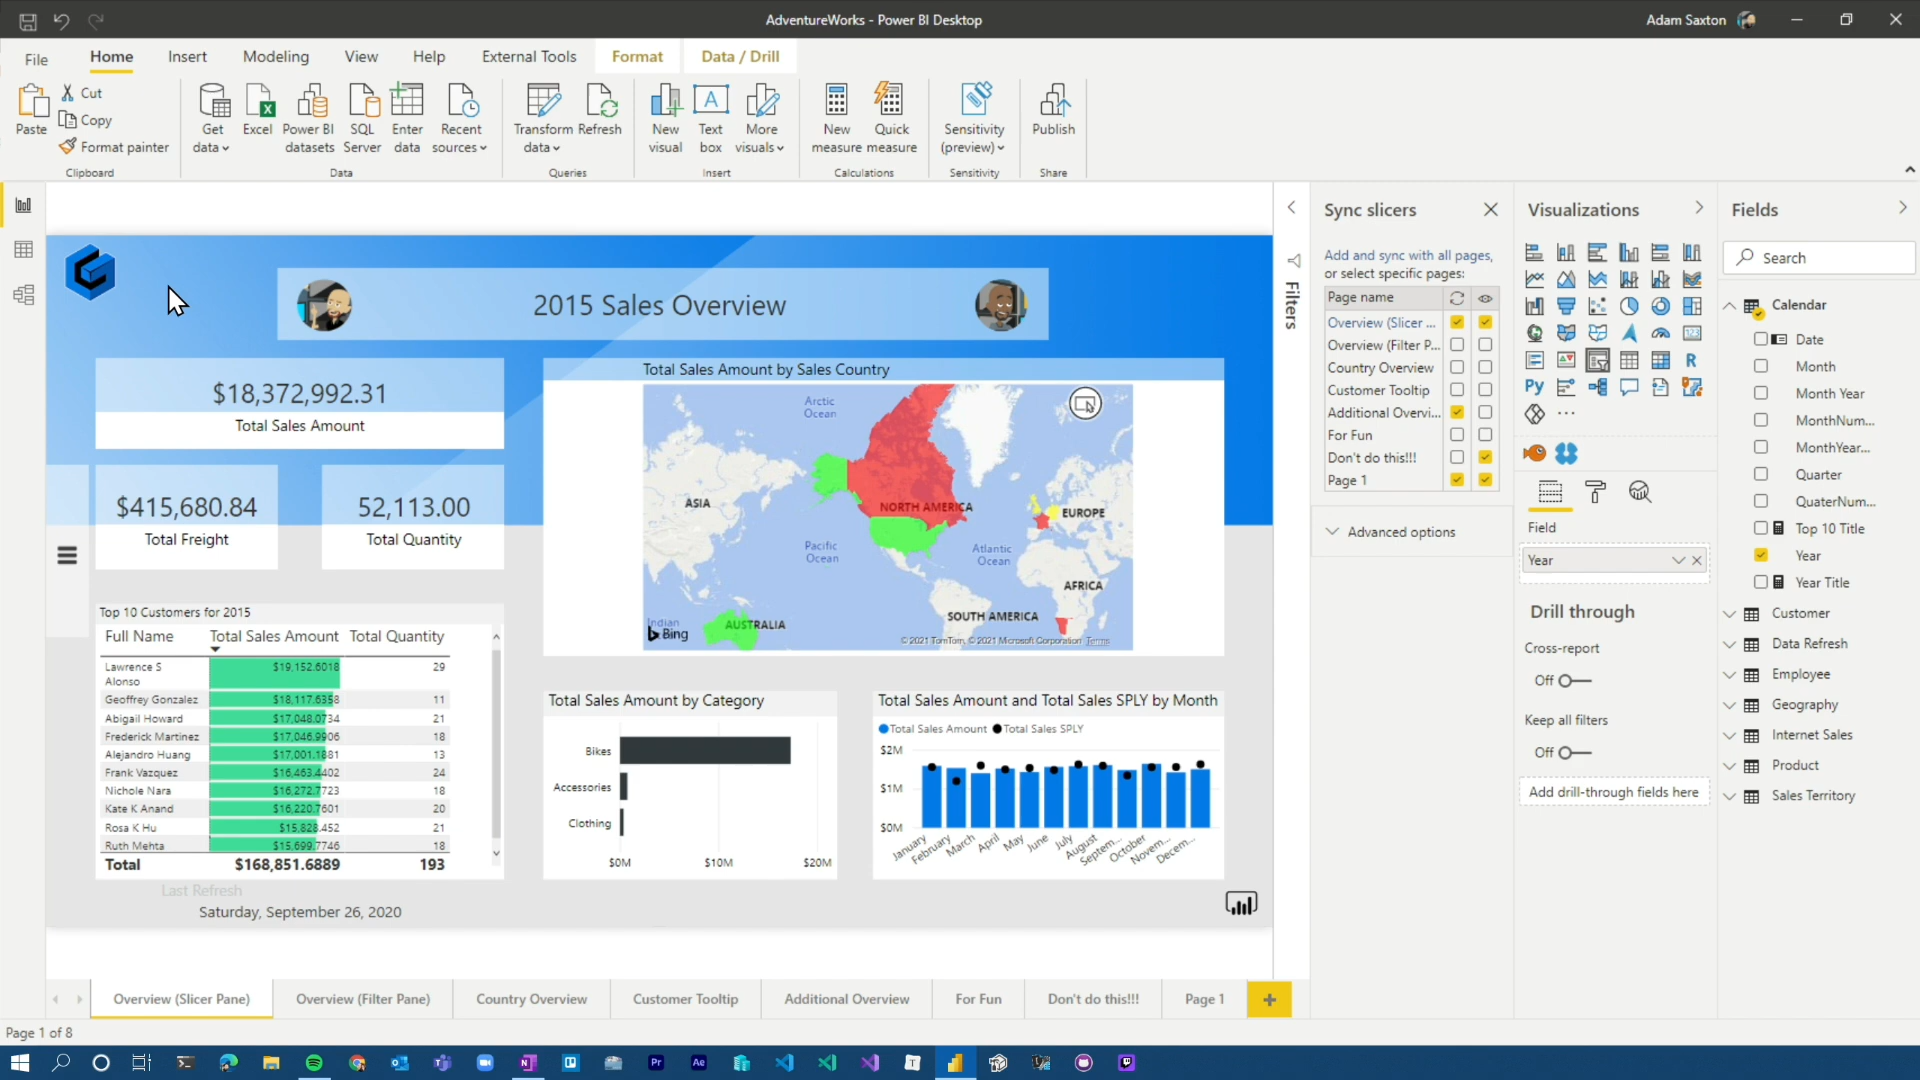 AdventureWorks - Power BI Desktop
Adam Saxton
File
Home
Insert
Modeling
View
Help
External Tools
Format
Data / Drill
Paste
Cut
Copy
Format painter
Clipboard
Get data
Excel
Power BI datasets
SQL Server
Enter data
Recent sources
Data
Transform data
Refresh
Queries
New visual
Text box
More visuals
Insert
New measure
Quick measure
Calculations
Sensitivity (preview)
Sensitivity
Publish
Share
2015 Sales Overview
$18,372,992.31
Total Sales Amount
$415,680.84
Total Freight
52,113.00
Total Quantity
Top 10 Customers for 2015
Full Name Total Sales Amount Total Quantity
Lawrence S Alonso $19,152.6018 29
Geoffrey Gonzalez $18,117.6358 11
Abigail Howard $17,048.0734 21
Frederick Martinez $17,046.9906 18
Alejandro Huang $17,001.1881 13
Frank Vazquez $16,463.4402 24
Nichole Nara $16,272.7723 18
Kate K Anand $16,220.7601 20
Rosa K Hu $15,828.452 21
Ruth Mehta $15,699.7746 18
Total $168,851.6889 193
Last Refresh
Saturday, September 26, 2020
Total Sales Amount by Sales Country
Arctic Ocean
ASIA
NORTH AMERICA
EUROPE
Pacific Ocean
Atlantic Ocean
AFRICA
SOUTH AMERICA
Indian
AUSTRALIA
Bing
© 2021 TomTom, © 2021 Microsoft Corporation Terms
Total Sales Amount by Category
Bikes
Accessories
Clothing
$0M $10M $20M
Total Sales Amount and Total Sales SPLY by Month
Total Sales Amount Total Sales SPLY
$2M
$1M
$0M
January
February
March
April
May
June
July
August
Septem...
October
Novem...
Decem...
Filters
Sync slicers
Add and sync with all pages,
or select specific pages:
Page name
Overview (Slicer ...
Overview (Filter P...
Country Overview
Customer Tooltip
Additional Overvi...
For Fun
Don't do this!!!
Page 1
Advanced options
Visualizations
123
R
Py
Field
Year
Drill through
Cross-report
Off
Keep all filters
Off
Add drill-through fields here
Fields
Search
Calendar
Date
Month
Month Year
MonthNum...
MonthYear...
Quarter
QuaterNum...
Top 10 Title
Year
Year Title
Customer
Data Refresh
Employee
Geography
Internet Sales
Product
Sales Territory
Overview (Slicer Pane)
Overview (Filter Pane)
Country Overview
Customer Tooltip
Additional Overview
For Fun
Don't do this!!!
Page 1
+
Page 1 of 8
Pr
Ae